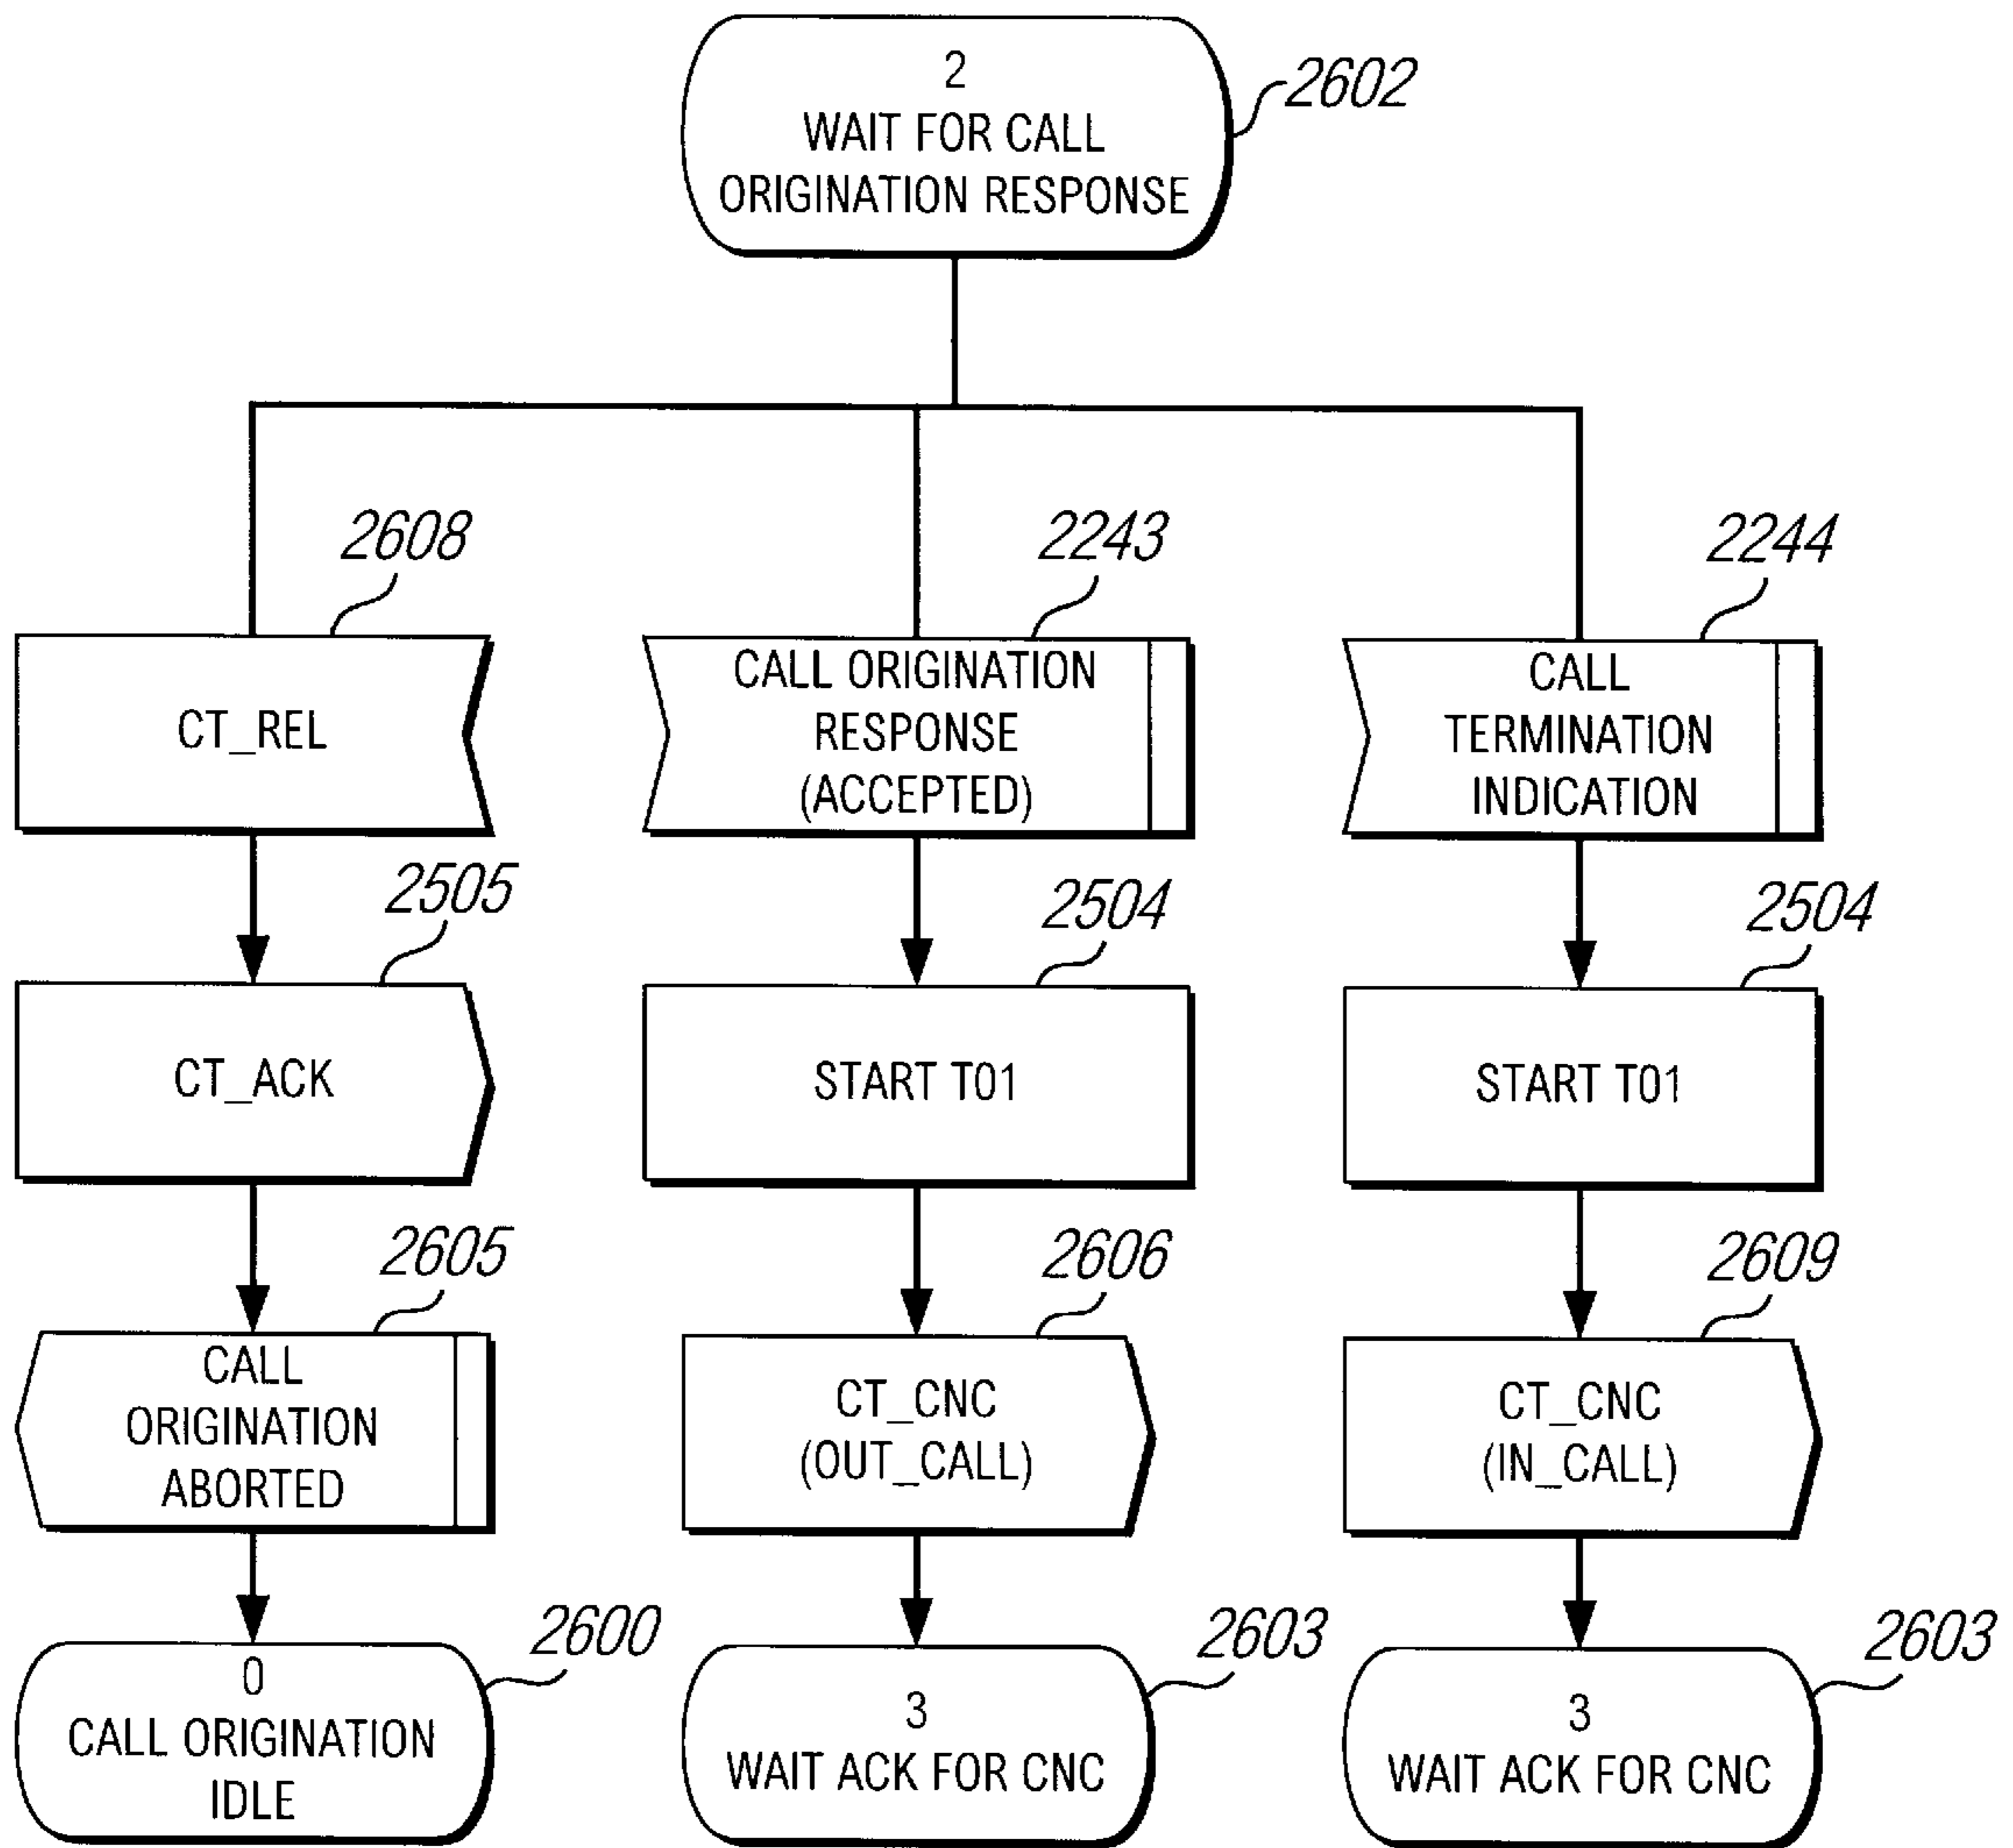 2
WAIT FOR CALL
ORIGINATION RESPONSE
2602
2608
CT_REL
2505
CT_ACK
2605
CALL
ORIGINATION
ABORTED
2600
0
CALL ORIGINATION
IDLE
2243
CALL ORIGINATION
RESPONSE
(ACCEPTED)
2504
START T01
2606
CT_CNC
(OUT_CALL)
2603
3
WAIT ACK FOR CNC
2244
CALL
TERMINATION
INDICATION
2504
START T01
2609
CT_CNC
(IN_CALL)
2603
3
WAIT ACK FOR CNC